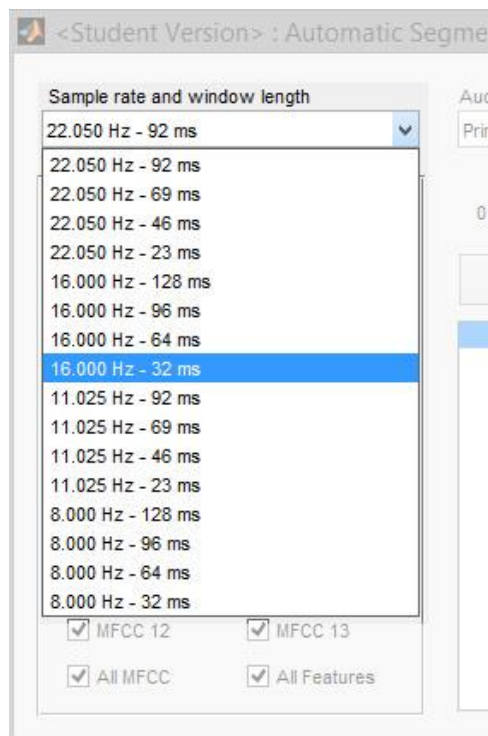 <Student Version> : Automatic Segme
Sample rate and window length
22.050 Hz - 92 ms
22.050 Hz - 92 ms
22.050 Hz - 69 ms
22.050 Hz - 46 ms
22.050 Hz - 23 ms
16.000 Hz - 128 ms
16.000 Hz - 96 ms
16.000 Hz - 64 ms
16.000 Hz - 32 ms
11.025 Hz - 92 ms
11.025 Hz - 69 ms
11.025 Hz - 46 ms
11.025 Hz - 23 ms
8.000 Hz - 128 ms
8.000 Hz - 96 ms
8.000 Hz - 64 ms
8.000 Hz - 32 ms
MFCC 12 MFCC 13
All MFCC All Features
Aud
Prin
0